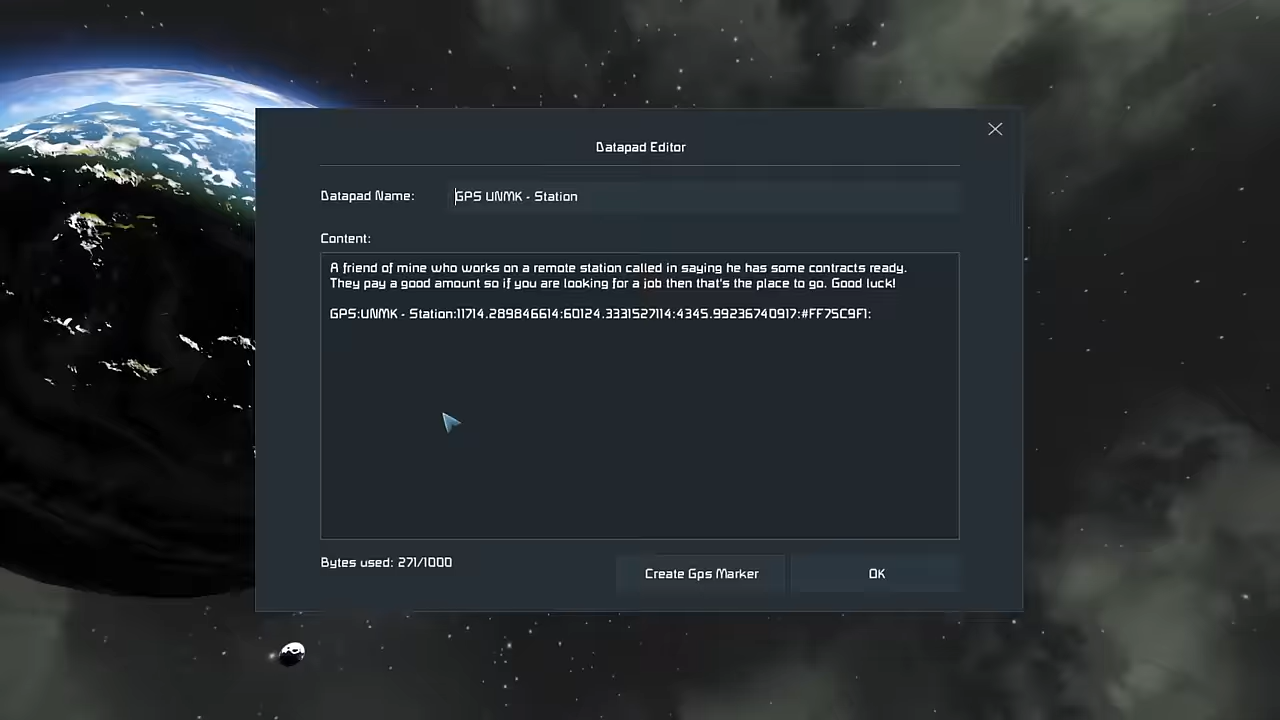 Datapad Editor
Datapad Name: GPS UNMK - Station
Content:
A friend of mine who works on a remote station called in saying he has some contracts ready.
They pay a good amount so if you are looking for a job then that's the place to go. Good luck!
GPS:UNMK - Station:11714.289846614:60124.3331527114:4345.99236740917:#FF75C9F1:
Bytes used: 271/1000
Create Gps Marker
OK